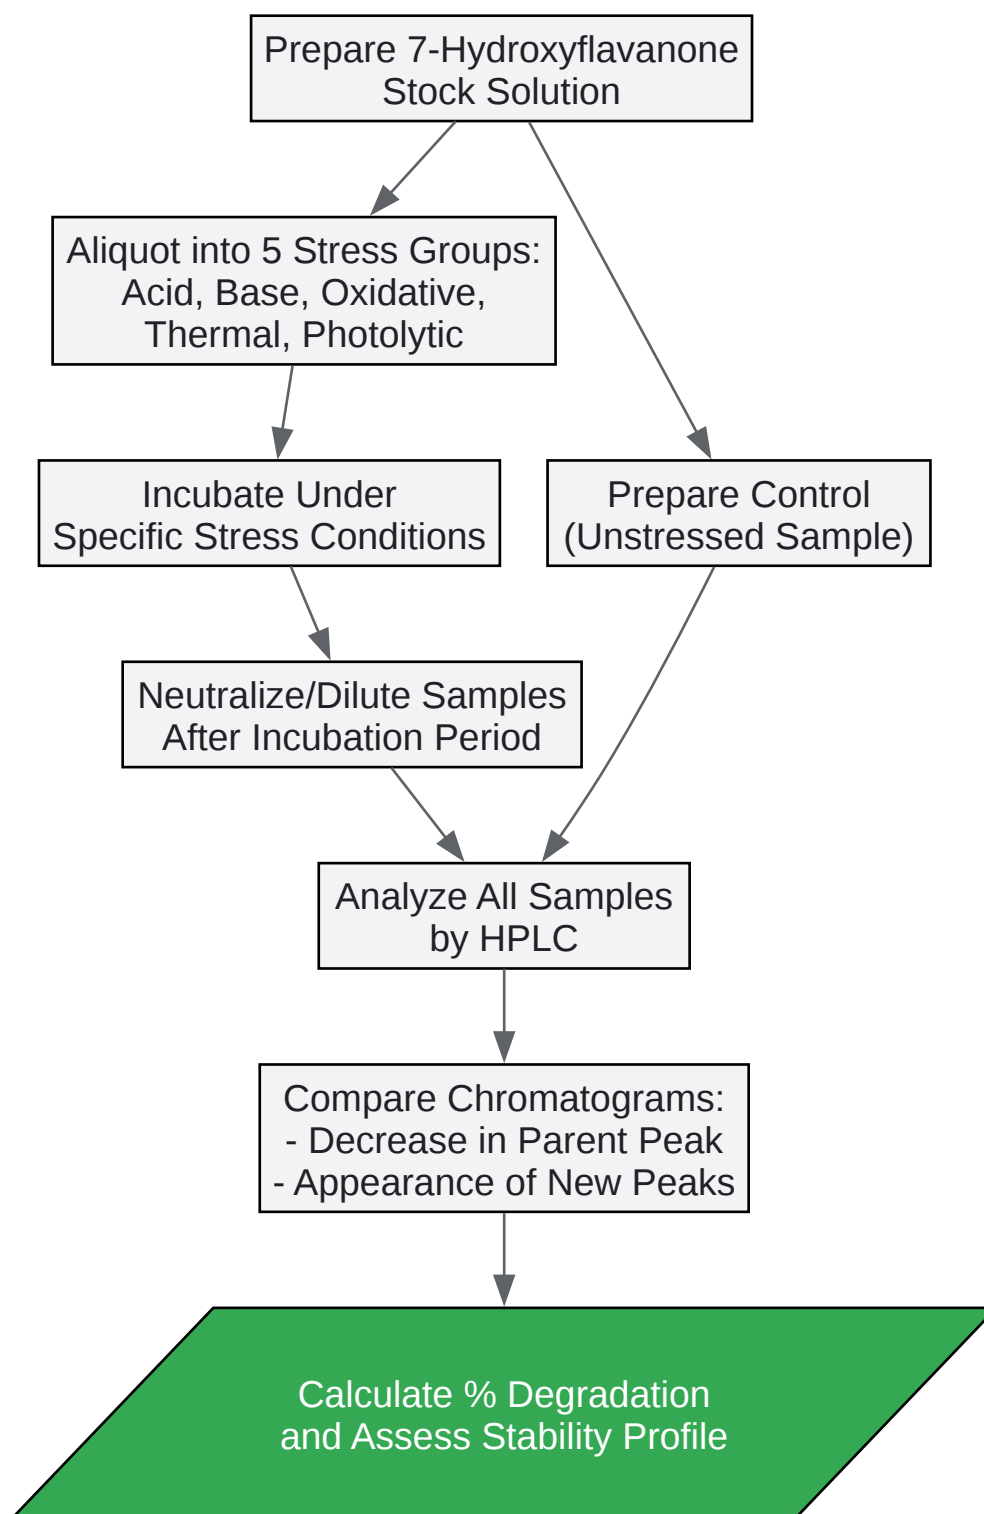 Prepare 7-Hydroxyflavanone
Stock Solution
Aliquot into 5 Stress Groups:
Acid, Base, Oxidative,
Thermal, Photolytic
Incubate Under
Specific Stress Conditions
Prepare Control
(Unstressed Sample)
Neutralize/Dilute Samples
After Incubation Period
Analyze All Samples
by HPLC
Compare Chromatograms:
- Decrease in Parent Peak
- Appearance of New Peaks
Calculate % Degradation
and Assess Stability Profile